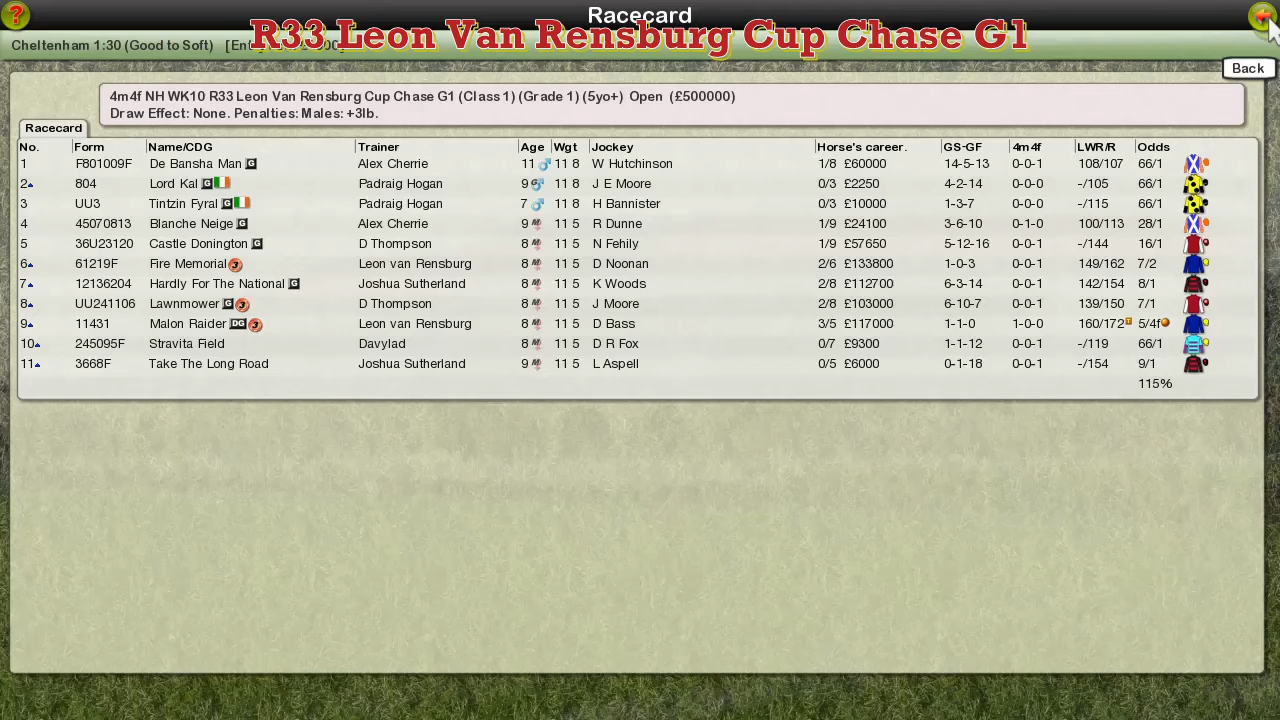 Racecard
R33 Leon Van Rensburg Cup Chase G1
Cheltenham 1:30 (Good to Soft)
Back
4m4f NH WK10 R33 Leon Van Rensburg Cup Chase G1 (Class 1) (Grade 1) (5yo+) Open (£500000)
Draw Effect: None. Penalties: Males: +3lb.
Racecard
No. Form Name/CDG Trainer Age Wgt Jockey Horse's career. GS-GF 4m4f LWR/R Odds
1 F801009F De Bansha Man G Alex Cherrie 11 11 8 W Hutchinson 1/8 £60000 14-5-13 0-0-1 108/107 66/1
2 804 Lord Kal G Padraig Hogan 9 G 11 8 J E Moore 0/3 £2250 4-2-14 0-0-0 -/105 66/1
3 UU3 Tintzin Fyral G Padraig Hogan 7 11 8 H Bannister 0/3 £10000 1-3-7 0-0-0 -/115 66/1
4 45070813 Blanche Neige G Alex Cherrie 9 M 11 5 R Dunne 1/9 £24100 3-6-10 0-1-0 100/113 28/1
5 36U23120 Castle Donington G D Thompson 8 M 11 5 N Fehily 1/9 £57650 5-12-16 0-0-1 -/144 16/1
6 61219F Fire Memorial 3 Leon van Rensburg 8 M 11 5 D Noonan 2/6 £133800 1-0-3 0-0-1 149/162 7/2
7 12136204 Hardly For The National G Joshua Sutherland 8 M 11 5 K Woods 2/8 £112700 6-3-14 0-0-1 142/154 8/1
8 UU241106 Lawnmower G 3 D Thompson 8 M 11 5 J Moore 2/8 £103000 6-10-7 0-0-1 139/150 7/1
9 11431 Malon Raider DG 3 Leon van Rensburg 8 M 11 5 D Bass 3/5 £117000 1-1-0 1-0-0 160/172 T 5/4f
10 245095F Stravita Field Davylad 8 M 11 5 D R Fox 0/7 £9300 1-1-12 0-0-1 -/119 66/1
11 3668F Take The Long Road Joshua Sutherland 9 M 11 5 L Aspell 0/5 £6000 0-1-18 0-0-1 -/154 9/1
115%